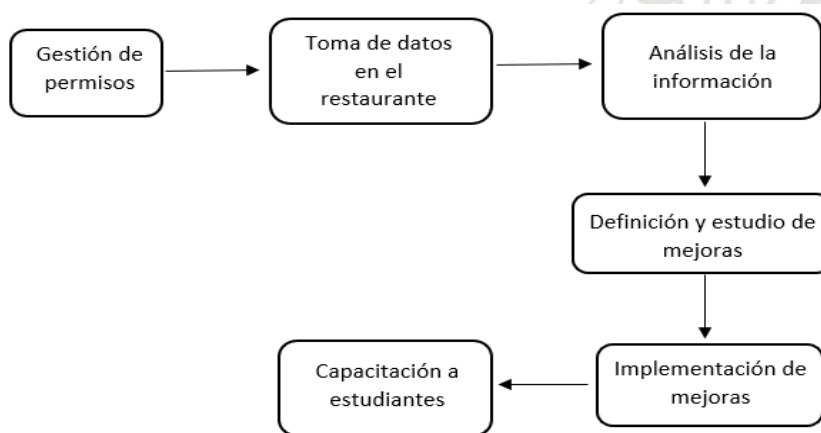 Gestión de
permisos
Toma de datos
en el
restaurante
Análisis de la
información
Definición y estudio de
mejoras
Implementación de
mejoras
Capacitación a
estudiantes